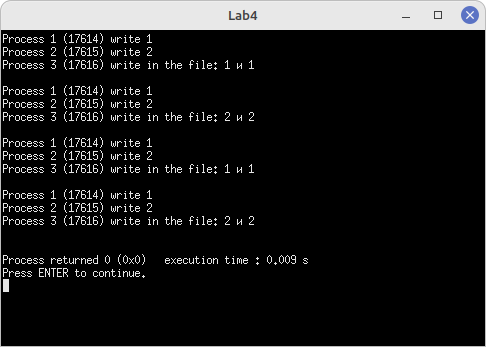 Lab4
Process 1 (17614) write 1
Process 2 (17615) write 2
Process 3 (17616) write in the file: 1 и 1
Process 1 (17614) write 1
Process 2 (17615) write 2
Process 3 (17616) write in the file: 2 и 2
Process 1 (17614) write 1
Process 2 (17615) write 2
Process 3 (17616) write in the file: 1 и 1
Process 1 (17614) write 1
Process 2 (17615) write 2
Process 3 (17616) write in the file: 2 и 2
Process returned 0 (0x0)   execution time : 0.009 s
Press ENTER to continue.